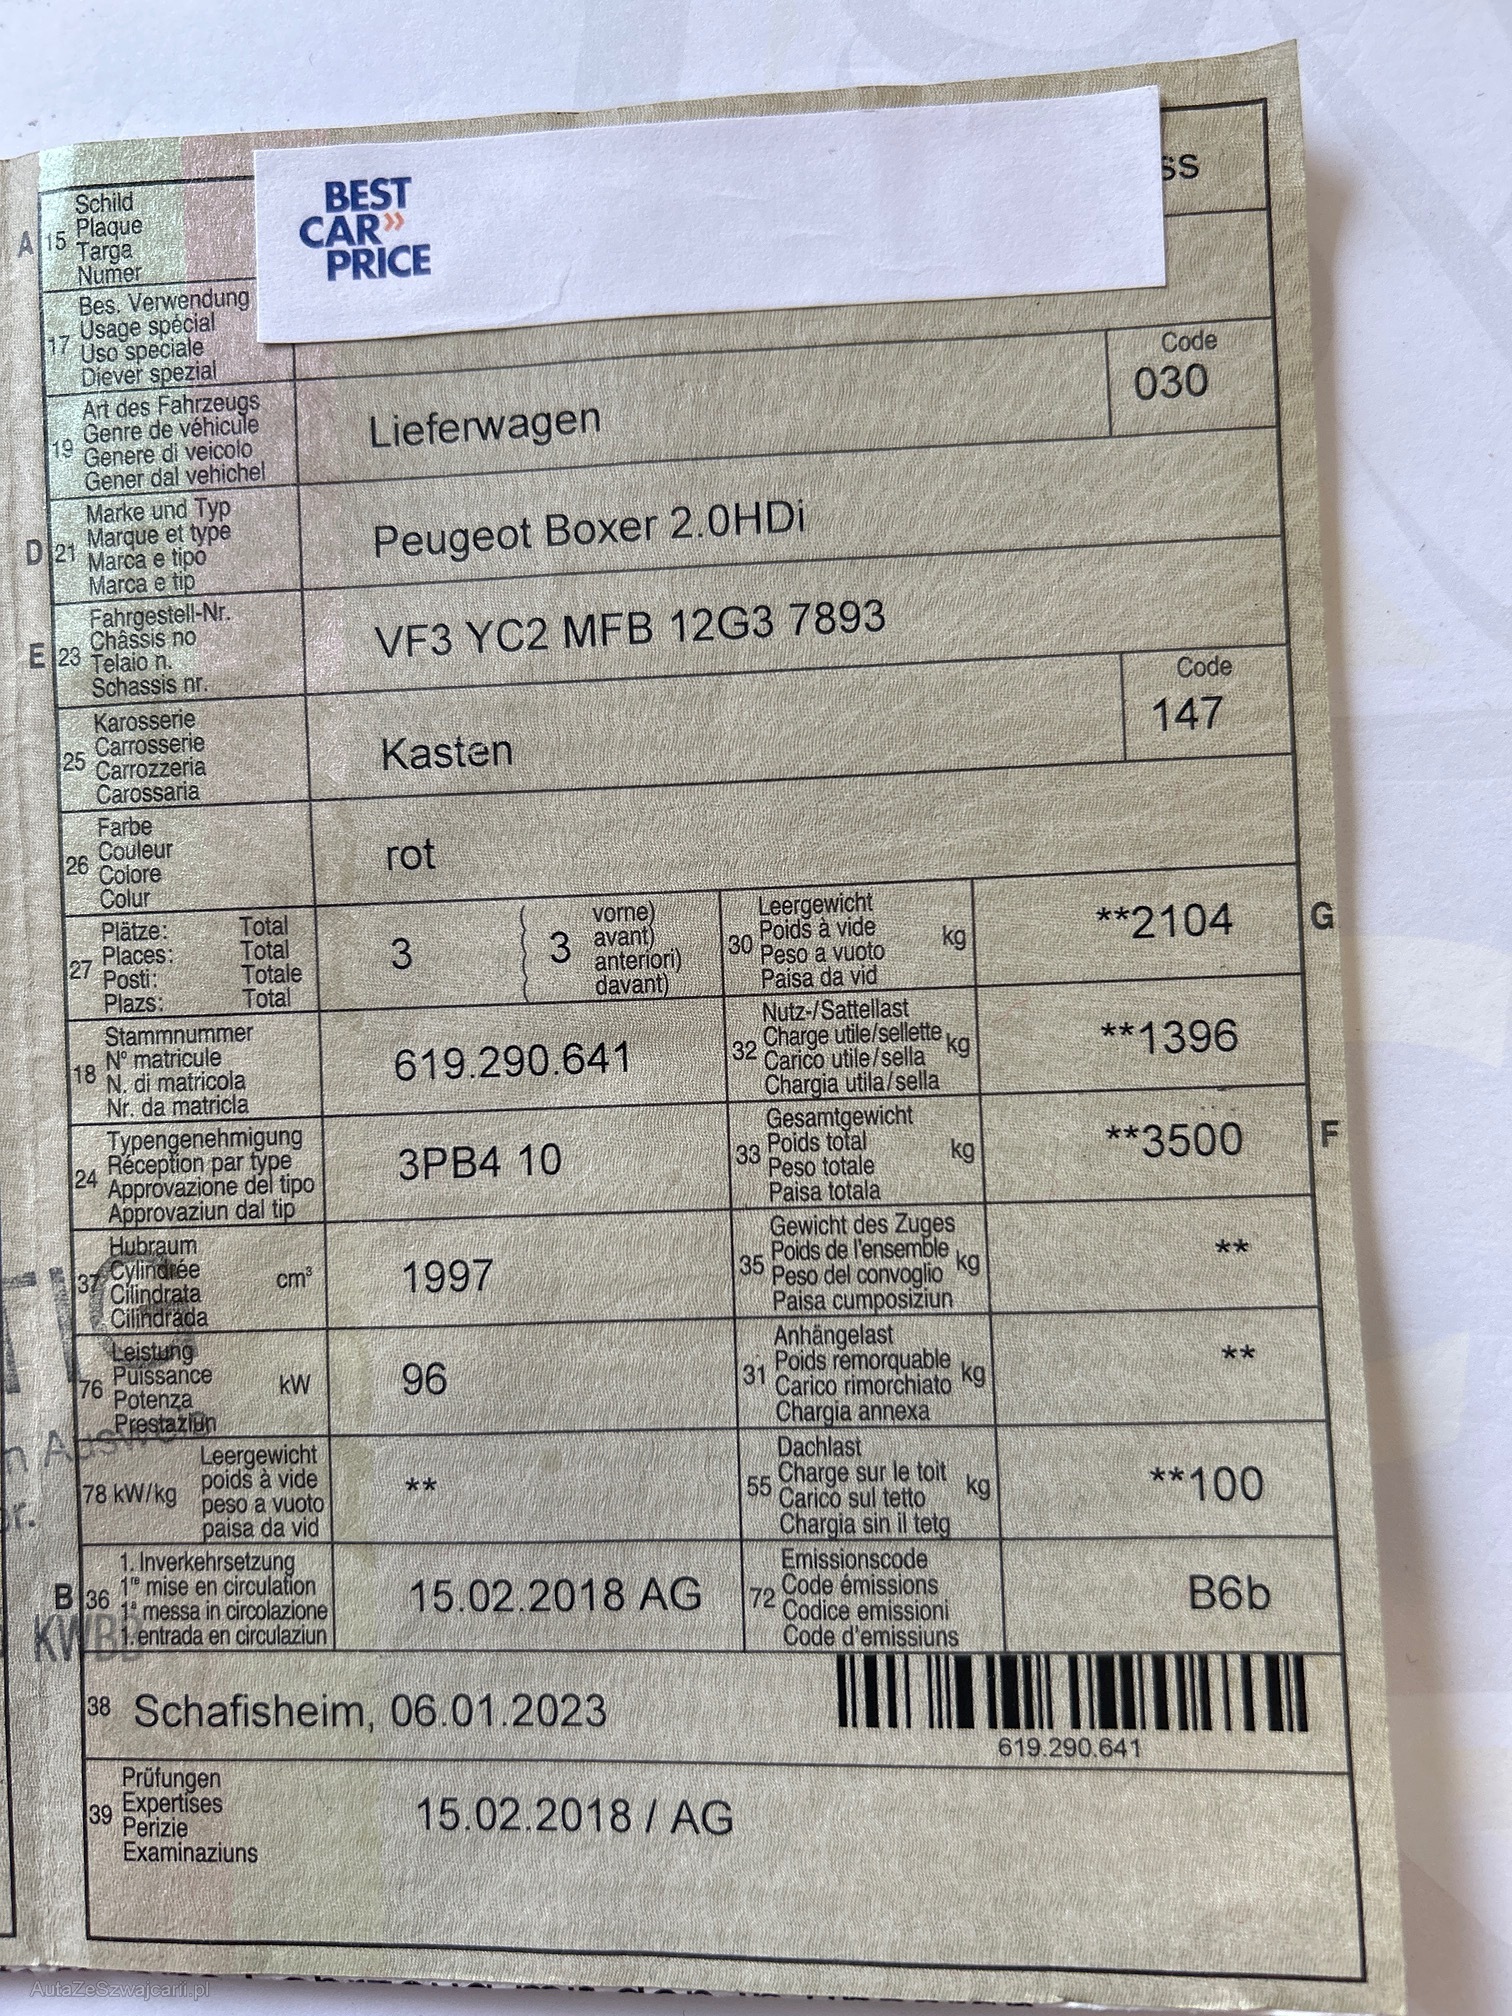 BEST
CAR»
PRICE
ss
A 15 Schild
Plaque
Targa
Numer
17 Bes. Verwendung
Usage spécial
Uso speciale
Diever spezial
19 Art des Fahrzeugs
Genre de véhicule
Genere di veicolo
Gener dal vehichel
Lieferwagen
Code
030
D 21 Marke und Typ
Marque et type
Marca e tipo
Marca e tip
Peugeot Boxer 2.0HDi
E 23 Fahrgestell-Nr.
Châssis no
Telaio n.
Schassis nr.
VF3 YC2 MFB 12G3 7893
25 Karosserie
Carrosserie
Carrozzeria
Carossaria
Kasten
Code
147
26 Farbe
Couleur
Colore
Colur
rot
27 Plätze: Total
Places: Total
Posti: Totale
Plazs: Total
3
3 vorne)
avant)
anteriori)
davant)
30 Leergewicht
Poids à vide
Peso a vuoto
Paisa da vid
kg
**2104
G
18 Stammnummer
N° matricule
N. di matricola
Nr. da matricla
619.290.641
32 Nutz-/Sattellast
Charge utile/sellette
Carico utile/sella
Chargia utila/sella
kg
**1396
24 Typengenehmigung
Réception par type
Approvazione del tipo
Approvaziun dal tip
3PB4 10
33 Gesamtgewicht
Poids total
Peso totale
Paisa totala
kg
**3500
F
37 Hubraum
Cylindrée
Cilindrata
Cilindrada
cm³
1997
35 Gewicht des Zuges
Poids de l'ensemble
Peso del convoglio
Paisa cumposiziun
kg
**
76 Leistung
Puissance
Potenza
Prestaziun
kW
96
31 Anhängelast
Poids remorquable
Carico rimorchiato
Chargia annexa
kg
**
78 kW/kg
Leergewicht
poids à vide
peso a vuoto
paisa da vid
**
55 Dachlast
Charge sur le toit
Carico sul tetto
Chargia sin il tetg
kg
**100
B 36 1. Inverkehrsetzung
1re mise en circulation
1a messa in circolazione
1. entrada en circulaziun
15.02.2018 AG
72 Emissionscode
Code émissions
Codice emissioni
Code d'emissiuns
B6b
38 Schafisheim, 06.01.2023
619.290.641
39 Prüfungen
Expertises
Perizie
Examinaziuns
15.02.2018 / AG
AutaZeSzwajcarii.pl